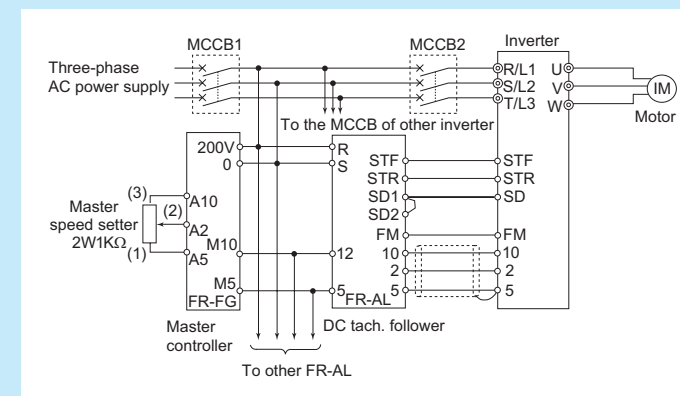 MCCB1
MCCB2
Inverter
Three-phase
AC power supply
R/L1
S/L2
T/L3
U
V
W
IM
Motor
To the MCCB of other inverter
200V
0
R
S
STF
STR
SD1
SD2
FM
10
2
5
STF
STR
SD
FM
10
2
5
(3)
(2)
(1)
Master
speed setter
2W1KΩ
A10
A2
A5
M10
M5
FR-FG
12
5
FR-AL
Master
controller
DC tach. follower
To other FR-AL